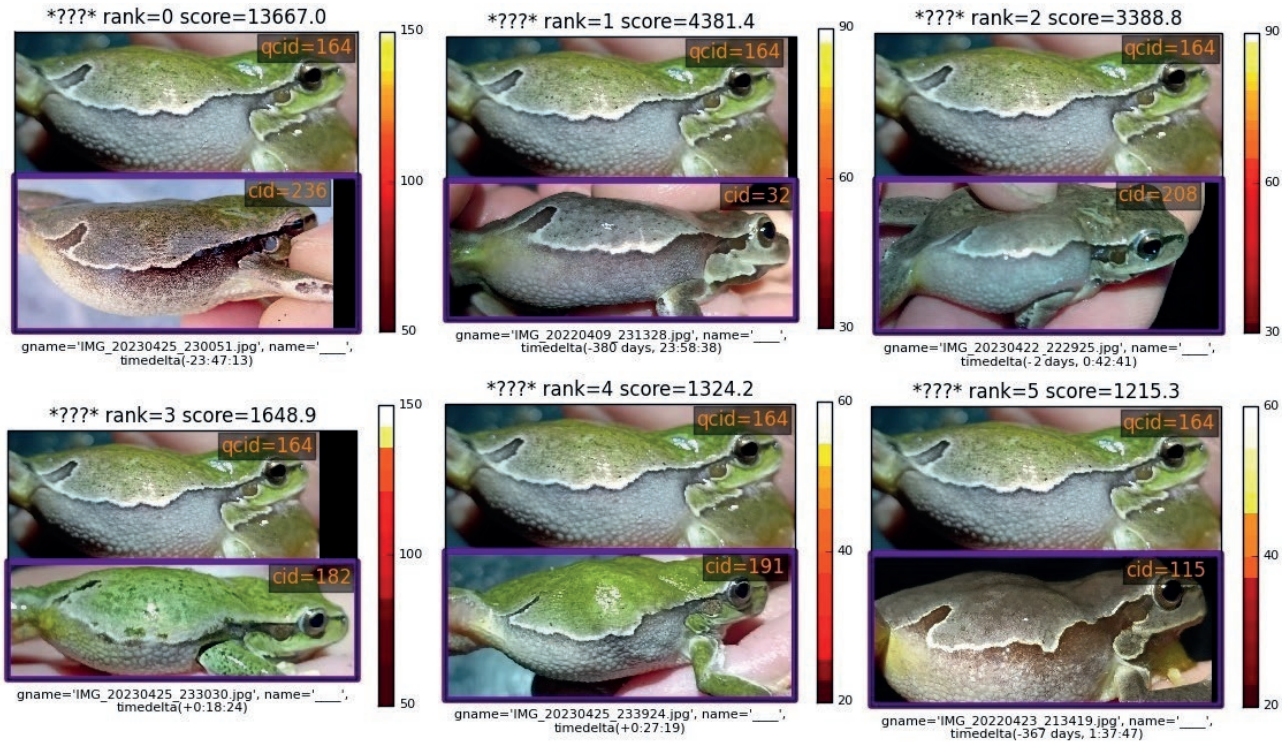 *???* rank=0 score=13667.0
qcid=164
cid=236
150
100
50
gname='IMG_20230425_230051.jpg', name='____',
timedelta(-23:47:13)
*???* rank=1 score=4381.4
qcid=164
cid=32
90
60
30
gname='IMG_20220409_231328.jpg', name='____',
timedelta(-380 days, 23:58:38)
*???* rank=2 score=3388.8
qcid=164
cid=208
90
60
30
gname='IMG_20230422_222925.jpg', name='____',
timedelta(-2 days, 0:42:41)
*???* rank=3 score=1648.9
qcid=164
cid=182
150
100
50
gname='IMG_20230425_233030.jpg', name='____',
timedelta(+0:18:24)
*???* rank=4 score=1324.2
qcid=164
cid=191
60
40
20
gname='IMG_20230425_233924.jpg', name='____',
timedelta(+0:27:19)
*???* rank=5 score=1215.3
qcid=164
cid=115
60
40
20
gname='IMG_20220423_213419.jpg', name='____',
timedelta(-367 days, 1:37:47)